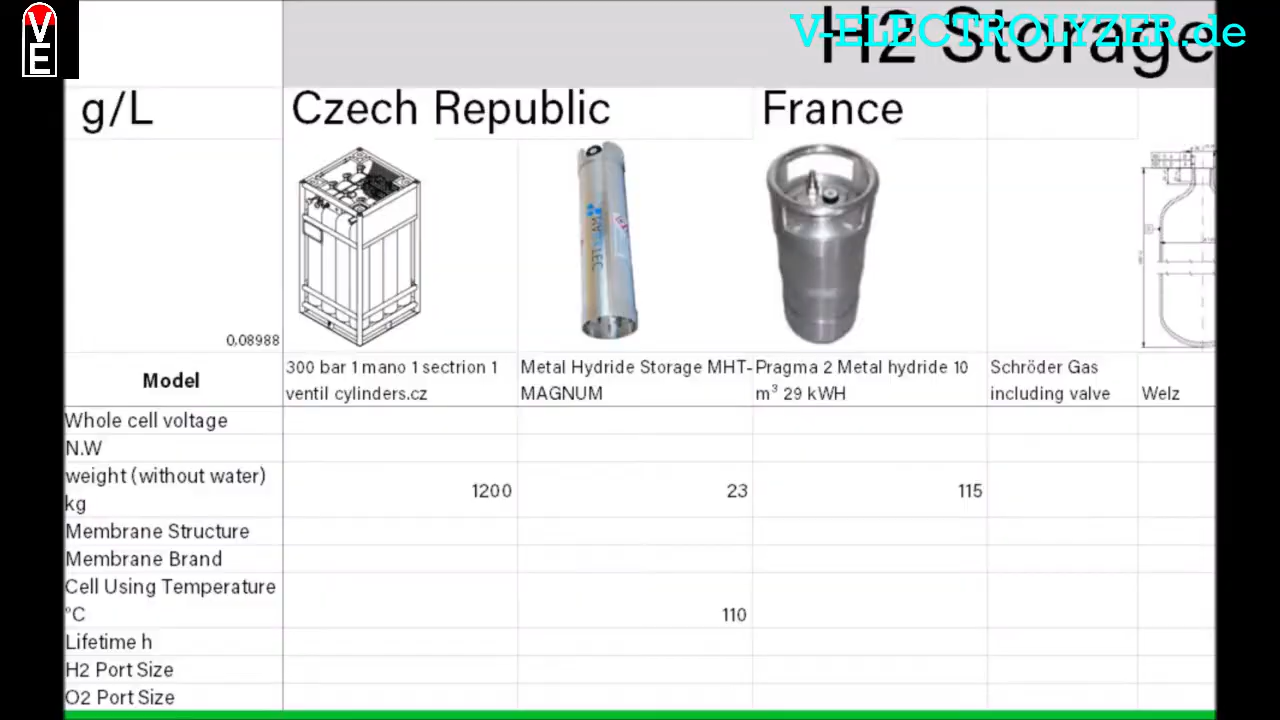 VE
H2 Storage
V-ELECTROLYZER.de
g/L
Czech Republic
France
0,08988
Model
300 bar 1 mano 1 sectrion 1
ventil cylinders.cz
Metal Hydride Storage MHT-
MAGNUM
Pragma 2 Metal hydride 10
m³ 29 kWH
Schröder Gas
including valve
Welz
Whole cell voltage
N.W
weight (without water)
kg
1200
23
115
Membrane Structure
Membrane Brand
Cell Using Temperature
°C
110
Lifetime h
H2 Port Size
O2 Port Size